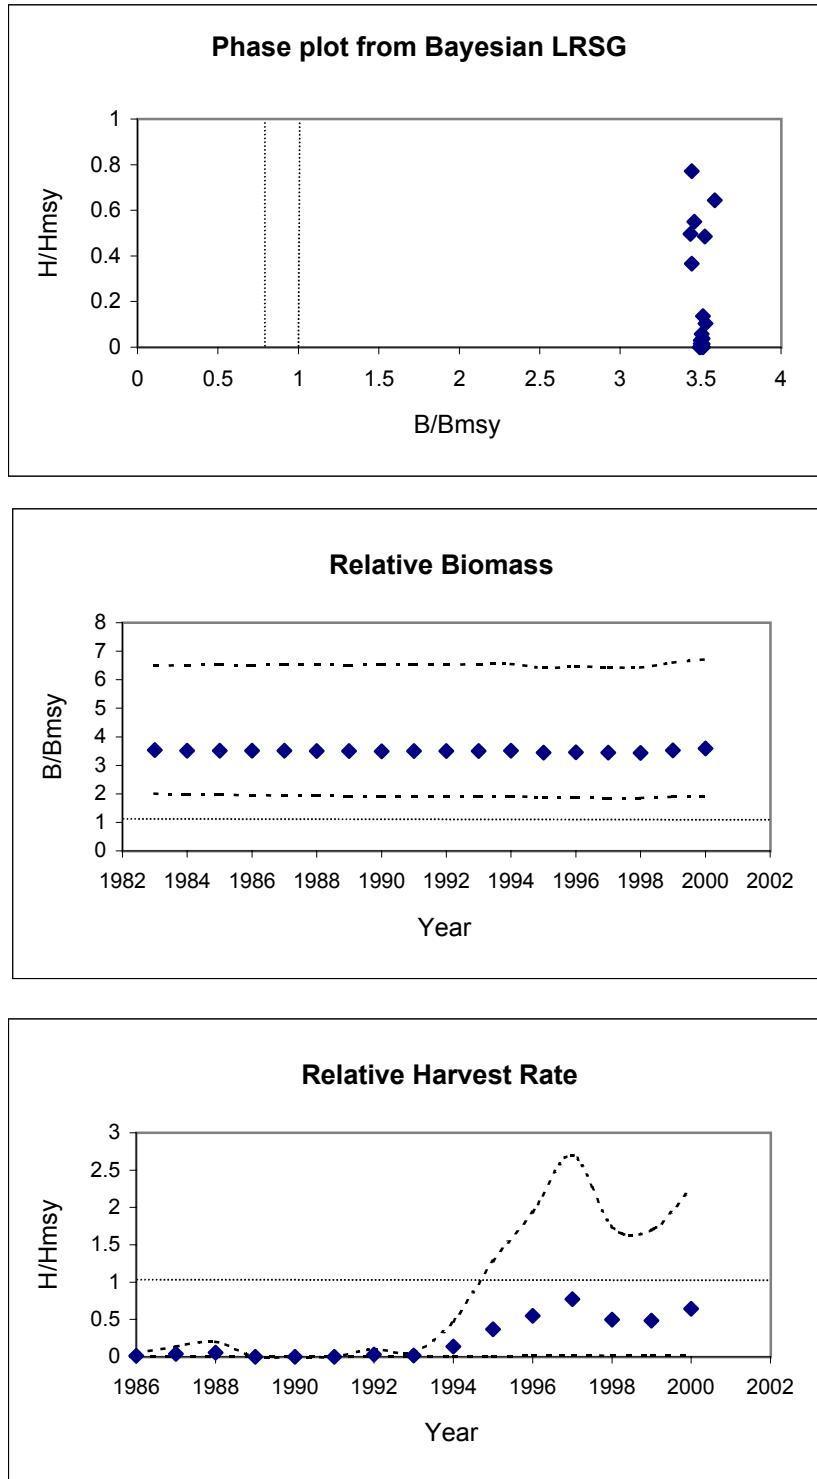 Phase plot from Bayesian LRSG
1
0.8
0.6
0.4
0.2
0
H/Hmsy
0 0.5 1 1.5 2 2.5 3 3.5 4
B/Bmsy
Relative Biomass
8
7
6
5
4
3
2
1
0
B/Bmsy
1982 1984 1986 1988 1990 1992 1994 1996 1998 2000 2002
Year
Relative Harvest Rate
3
2.5
2
1.5
1
0.5
0
H/Hmsy
1986 1988 1990 1992 1994 1996 1998 2000 2002
Year